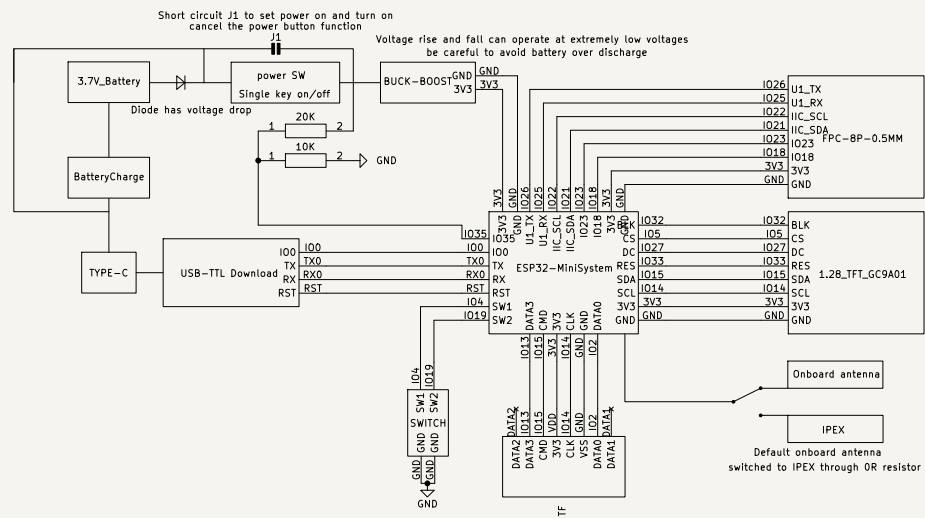 Short circuit J1 to set power on and turn on
cancel the power button function
J1
Voltage rise and fall can operate at extremely low voltages
be careful to avoid battery over discharge
3.7V_Battery
power SW
Single key on/off
BUCK-BOOST
GND
3V3
GND
3V3
Diode has voltage drop
20K
1
2
10K
1
2
GND
BatteryCharge
TYPE-C
USB-TTL Download
IO0
TX
RX
RST
IO0
TX0
RX0
RST
IO0
TX0
RX0
RST
IO35
IO35
IO0
TX
RX
RST
SW1
SW2
IO4
IO19
ESP32-MiniSystem
3V3
GND
IO26
IO25
IO22
IO21
IO23
IO18
3V3
GND
3V3
GND
U1_TX
U1_RX
IIC_SCL
IIC_SDA
IO23
IO18
3V3
GND
IO26
IO25
IO22
IO21
IO23
IO18
3V3
GND
U1_TX
U1_RX
IIC_SCL
IIC_SDA
IO23
IO18
3V3
GND
FPC-8P-0.5MM
BLK
CS
DC
RES
SDA
SCL
3V3
GND
IO32
IO5
IO27
IO33
IO15
IO14
3V3
GND
IO32
IO5
IO27
IO33
IO15
IO14
3V3
GND
BLK
CS
DC
RES
SDA
SCL
3V3
GND
1.28_TFT_GC9A01
DATA3
CMD
3V3
CLK
GND
DATA0
IO13
IO15
3V3
IO14
GND
IO2
IO4
IO19
SW1
SW2
SWITCH
GND
GND
GND
GND
GND
DATA2
IO13
IO15
VDD
IO14
GND
IO2
DATA1
DATA2
DATA3
CMD
3V3
CLK
VSS
DATA0
DATA1
TF
Onboard antenna
IPEX
Default onboard antenna
switched to IPEX through 0R resistor